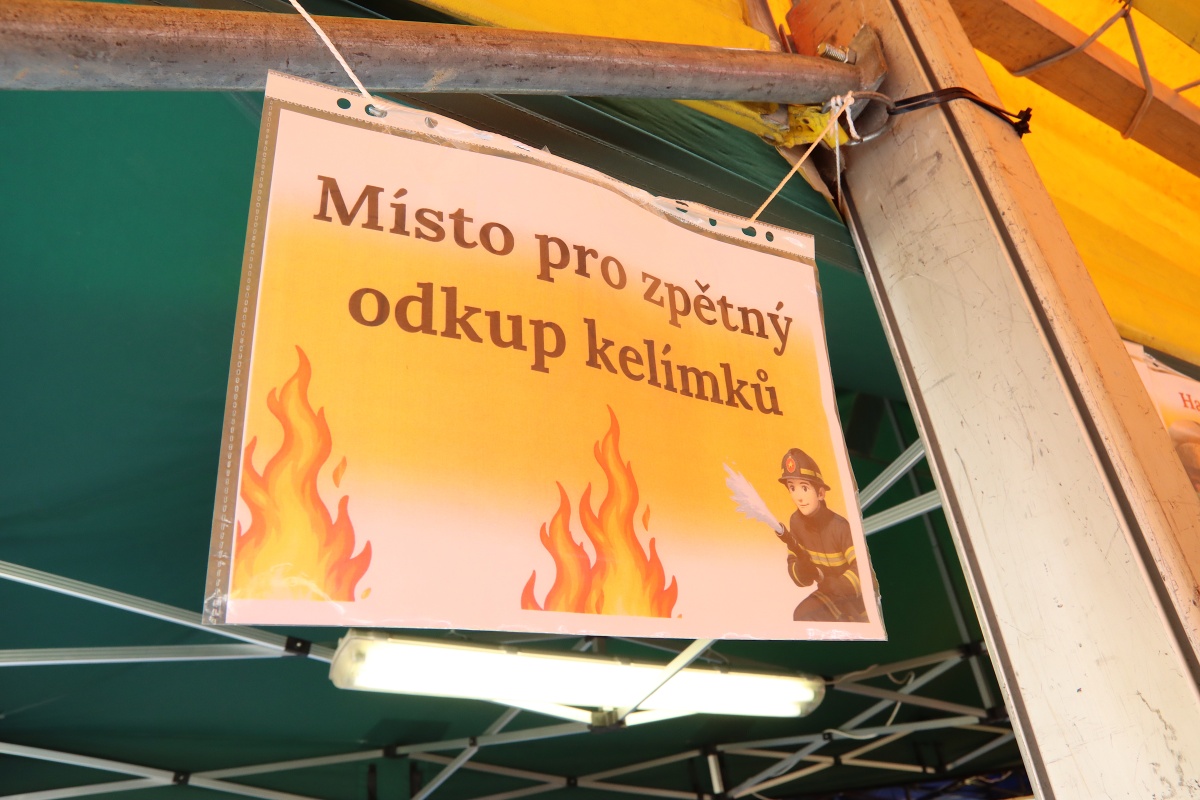 Místo pro zpětný
odkup kelímků